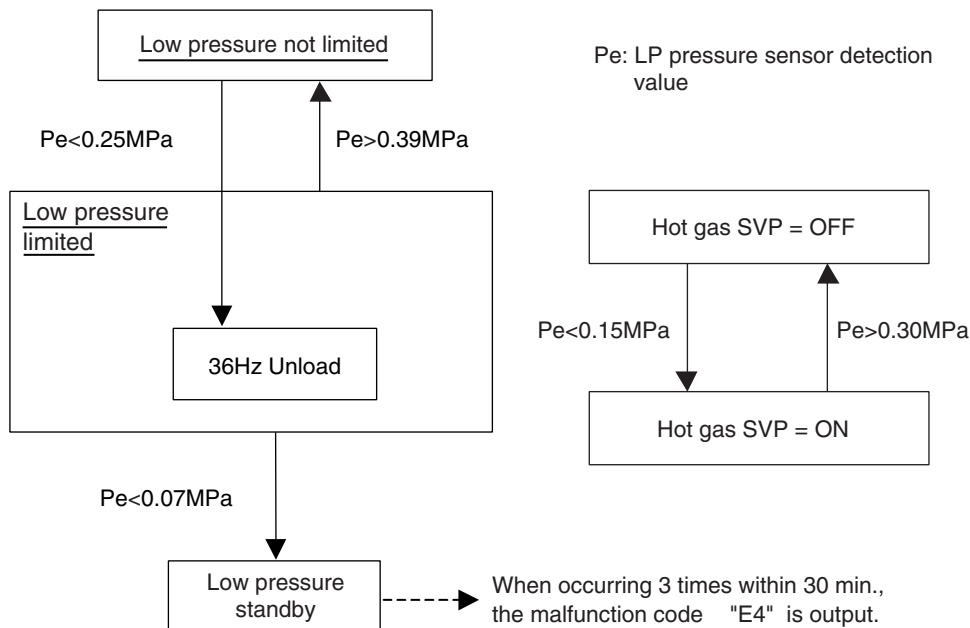 Low pressure not limited
Pe: LP pressure sensor detection
value
Pe<0.25MPa
Pe>0.39MPa
Low pressure
limited
36Hz Unload
Hot gas SVP = OFF
Pe<0.15MPa
Pe>0.30MPa
Hot gas SVP = ON
Pe<0.07MPa
Low pressure
standby
When occurring 3 times within 30 min.,
the malfunction code "E4" is output.